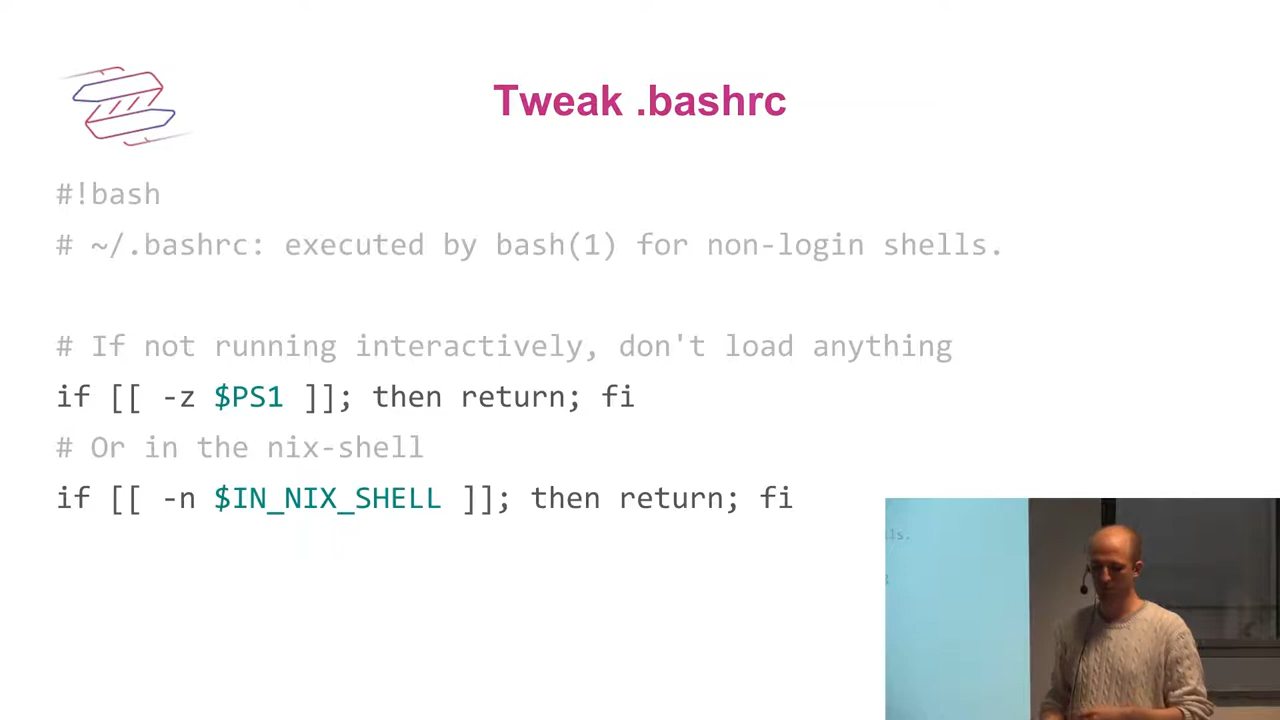 Tweak .bashrc
#!bash
# ~/.bashrc: executed by bash(1) for non-login shells.
# If not running interactively, don't load anything
if [[ -z $PS1 ]]; then return; fi
# Or in the nix-shell
if [[ -n $IN_NIX_SHELL ]]; then return; fi
lls.